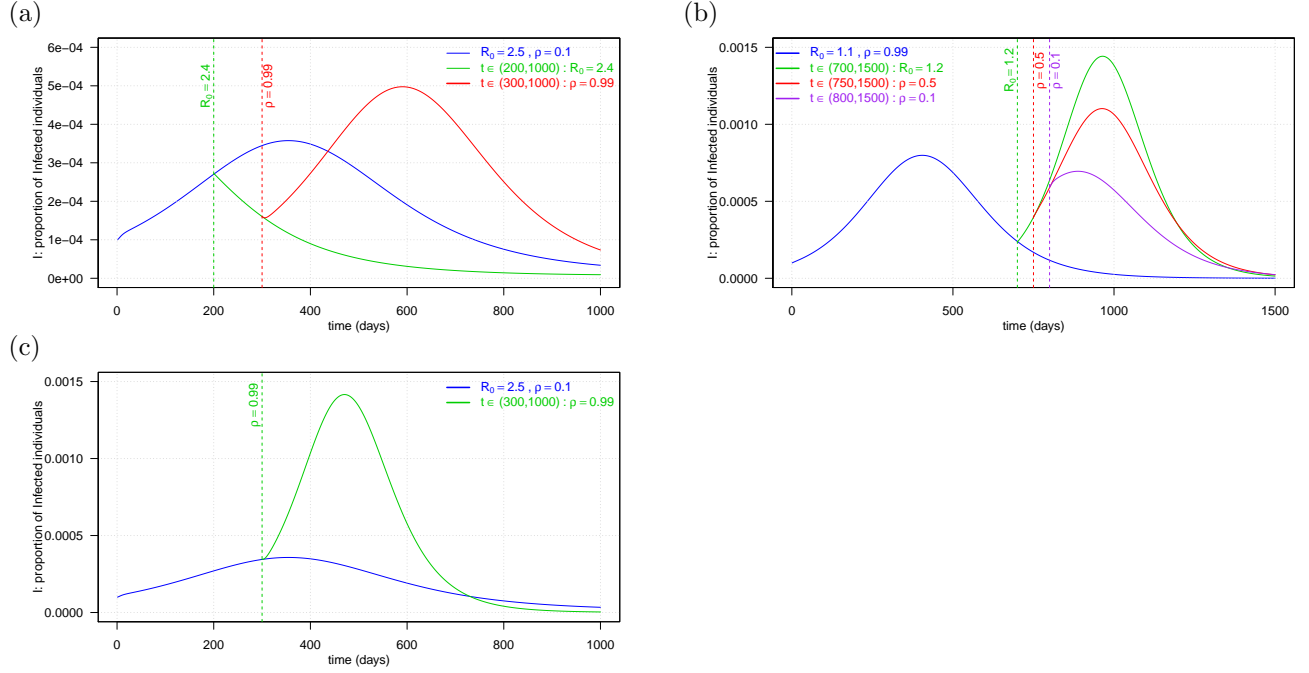 (a)
I: proportion of Infected individuals
6e−04
5e−04
4e−04
3e−04
2e−04
1e−04
0e+00
R0 = 2.4
ρ = 0.99
R0 = 2.5 , ρ = 0.1
t ∈ (200,1000) : R0 = 2.4
t ∈ (300,1000) : ρ = 0.99
0 200 400 600 800 1000
time (days)
(b)
I: proportion of Infected individuals
0.0015
0.0010
0.0005
0.0000
R0 = 1.1 , ρ = 0.99
t ∈ (700,1500) : R0 = 1.2
t ∈ (750,1500) : ρ = 0.5
t ∈ (800,1500) : ρ = 0.1
R0 = 1.2
ρ = 0.5
ρ = 0.1
0 500 1000 1500
time (days)
(c)
I: proportion of Infected individuals
0.0015
0.0010
0.0005
0.0000
ρ = 0.99
R0 = 2.5 , ρ = 0.1
t ∈ (300,1000) : ρ = 0.99
0 200 400 600 800 1000
time (days)